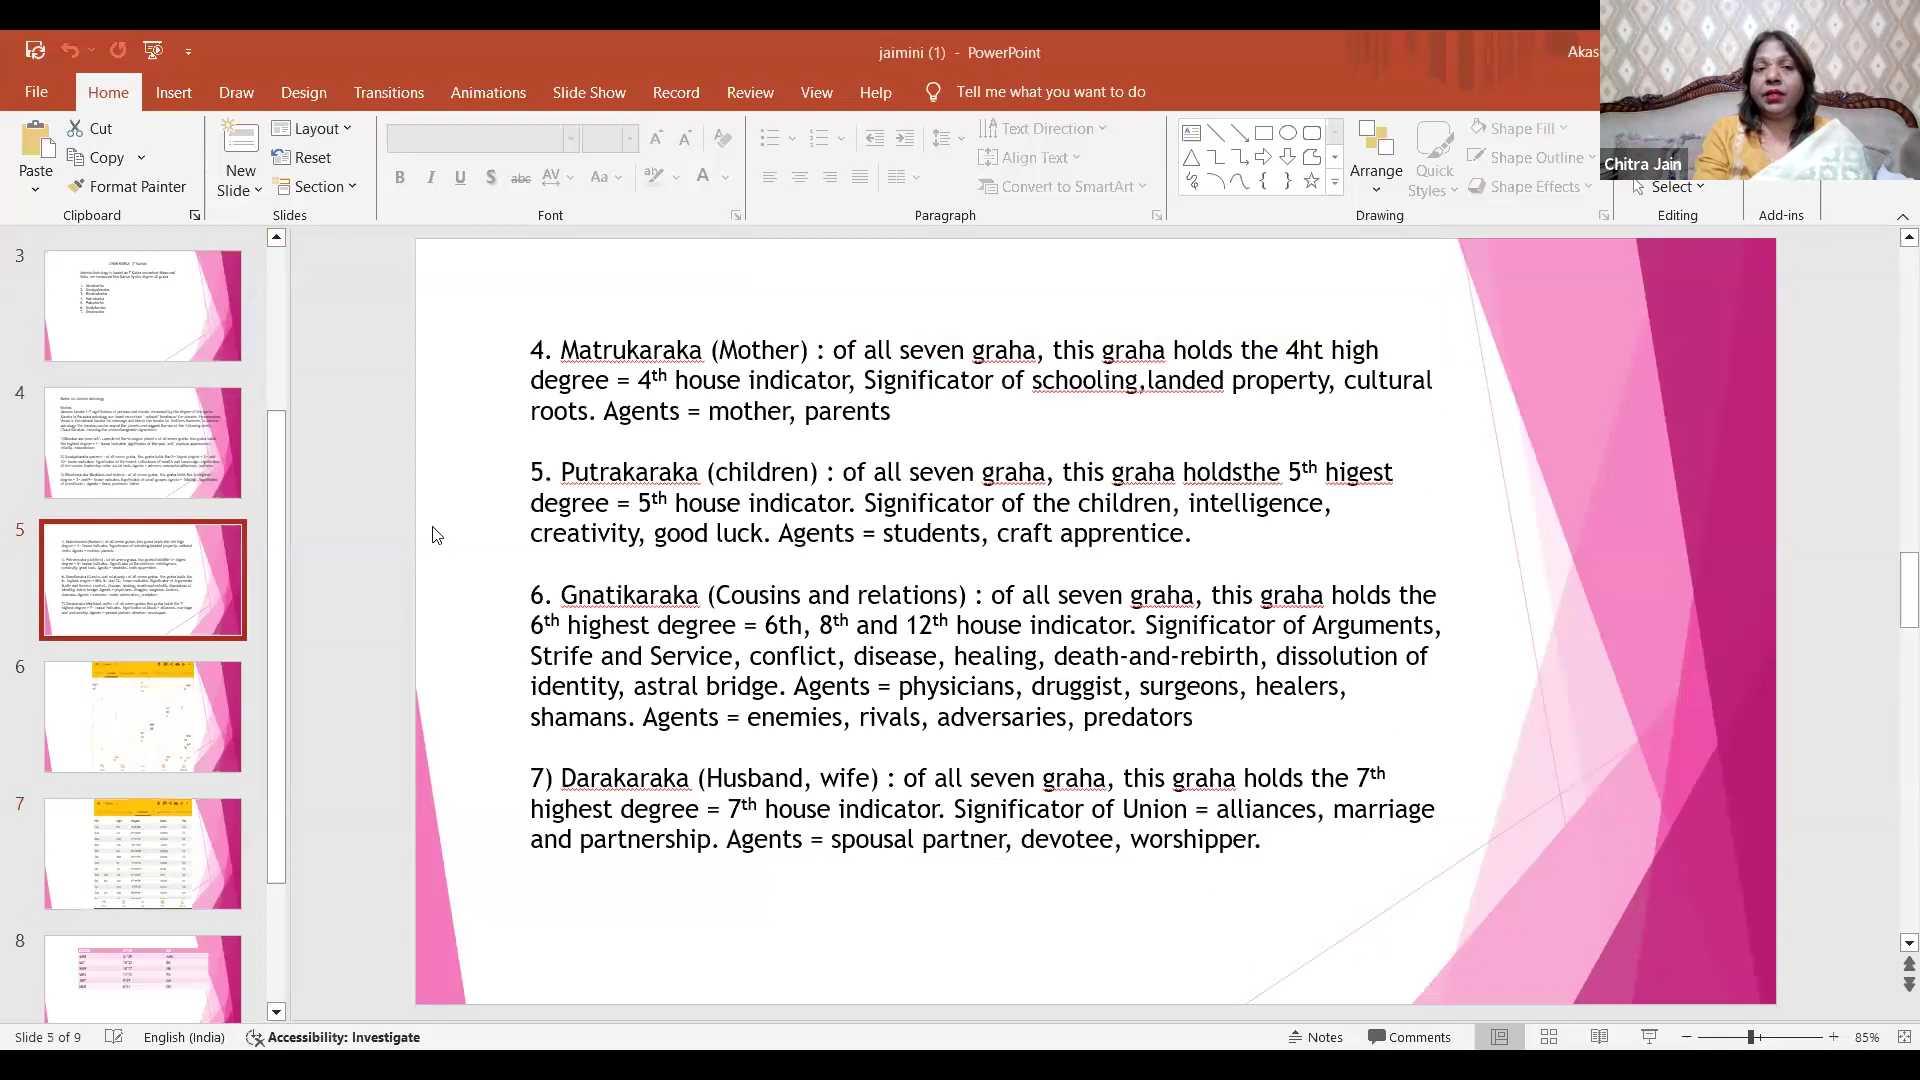 jaimini (1) - PowerPoint
Akas
File Home Insert Draw Design Transitions Animations Slide Show Record Review View Help Tell me what you want to do
Cut
Copy
Format Painter
Paste
Clipboard
New Slide
Layout
Reset
Section
Slides
B I U S abc AV Aa A
Font
Text Direction
Align Text
Convert to SmartArt
Paragraph
Arrange
Quick Styles
Shape Fill
Shape Outline
Shape Effects
Drawing
Select
Editing
Add-ins
Chitra Jain
3
4
5
6
7
8
4. Matrukaraka (Mother) : of all seven graha, this graha holds the 4ht high
degree = 4th house indicator, Significator of schooling,landed property, cultural
roots. Agents = mother, parents
5. Putrakaraka (children) : of all seven graha, this graha holdsthe 5th higest
degree = 5th house indicator. Significator of the children, intelligence,
creativity, good luck. Agents = students, craft apprentice.
6. Gnatikaraka (Cousins and relations) : of all seven graha, this graha holds the
6th highest degree = 6th, 8th and 12th house indicator. Significator of Arguments,
Strife and Service, conflict, disease, healing, death-and-rebirth, dissolution of
identity, astral bridge. Agents = physicians, druggist, surgeons, healers,
shamans. Agents = enemies, rivals, adversaries, predators
7) Darakaraka (Husband, wife) : of all seven graha, this graha holds the 7th
highest degree = 7th house indicator. Significator of Union = alliances, marriage
and partnership. Agents = spousal partner, devotee, worshipper.
Slide 5 of 9 English (India) Accessibility: Investigate Notes Comments 85%